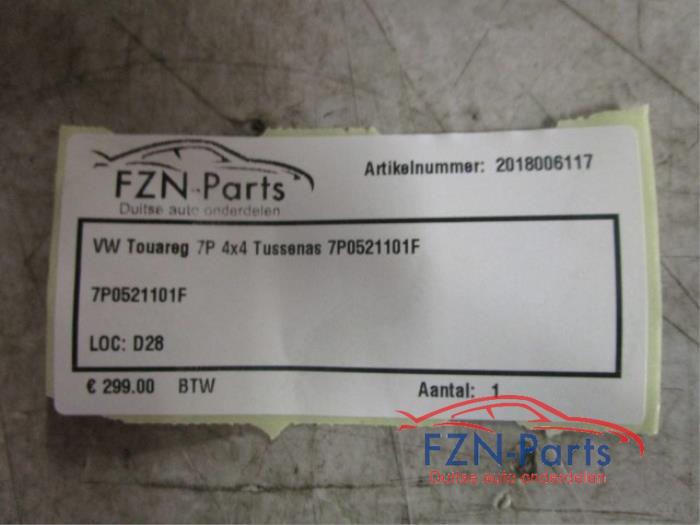 FZN-Parts
Duitse auto onderdelen
Artikelnummer: 2018006117
VW Touareg 7P 4x4 Tussenas 7P0521101F
7P0521101F
LOC: D28
€ 299.00 BTW
Aantal: 1
FZN-Parts
Duitse auto onderdelen